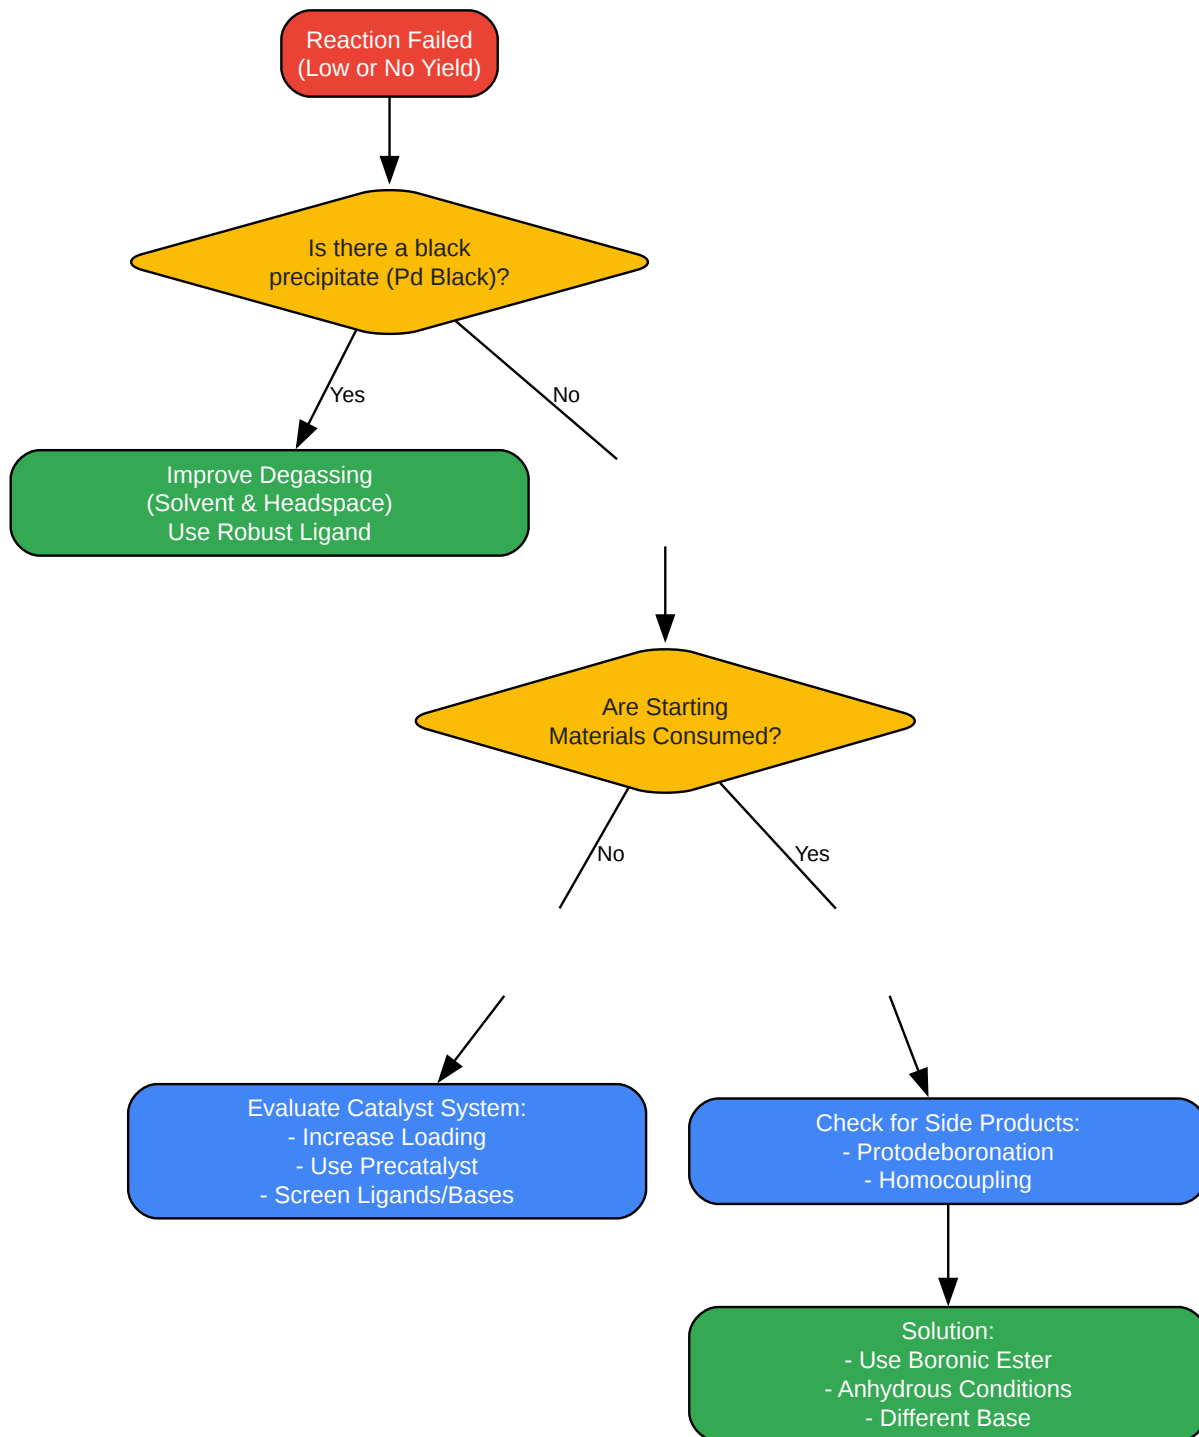 Reaction Failed
(Low or No Yield)
Is there a black
precipitate (Pd Black)?
Yes
No
Improve Degassing
(Solvent & Headspace)
Use Robust Ligand
Are Starting
Materials Consumed?
No
Yes
Evaluate Catalyst System:
- Increase Loading
- Use Precatalyst
- Screen Ligands/Bases
Check for Side Products:
- Protodeboronation
- Homocoupling
Solution:
- Use Boronic Ester
- Anhydrous Conditions
- Different Base